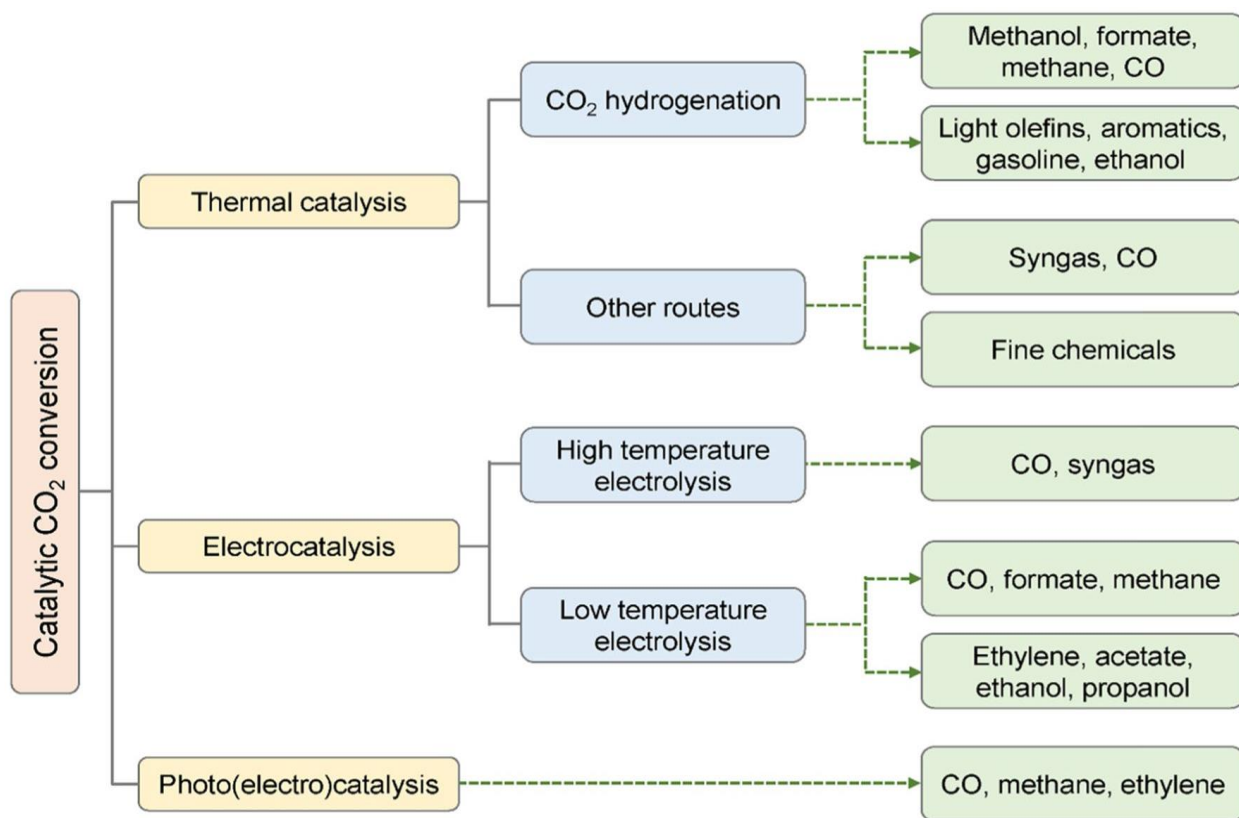 Catalytic CO₂ conversion
Thermal catalysis
CO₂ hydrogenation
Methanol, formate,
methane, CO
Light olefins, aromatics,
gasoline, ethanol
Other routes
Syngas, CO
Fine chemicals
Electrocatalysis
High temperature
electrolysis
CO, syngas
Low temperature
electrolysis
CO, formate, methane
Ethylene, acetate,
ethanol, propanol
Photo(electro)catalysis
CO, methane, ethylene